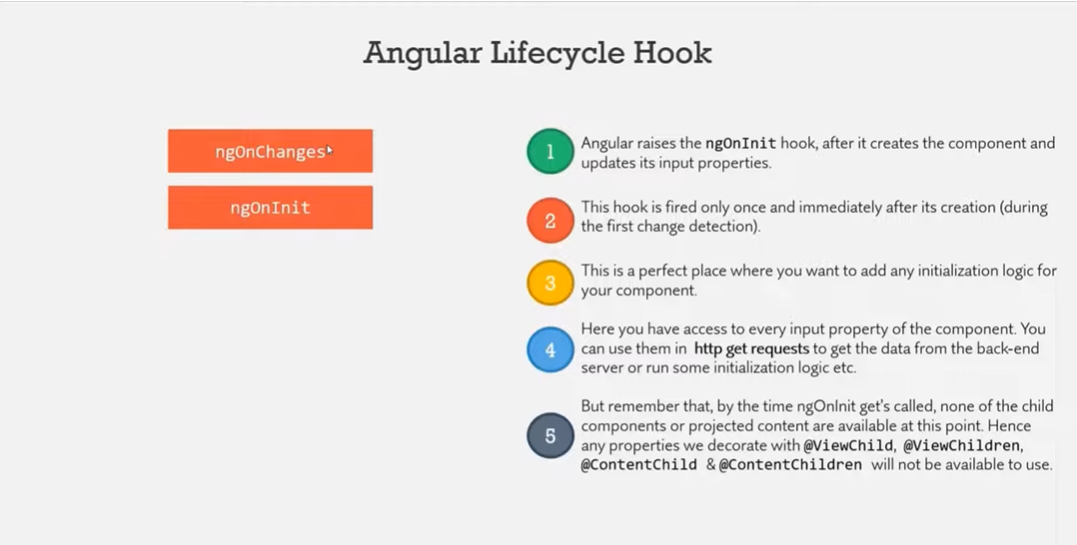 Angular Lifecycle Hook
ngOnChanges
ngOnInit
1
Angular raises the ngOnInit hook, after it creates the component and
updates its input properties.
2
This hook is fired only once and immediately after its creation (during
the first change detection).
3
This is a perfect place where you want to add any initialization logic for
your component.
4
Here you have access to every input property of the component. You
can use them in http get requests to get the data from the back-end
server or run some initialization logic etc.
5
But remember that, by the time ngOnInit get's called, none of the child
components or projected content are available at this point. Hence
any properties we decorate with @ViewChild, @ViewChildren,
@ContentChild & @ContentChildren will not be available to use.